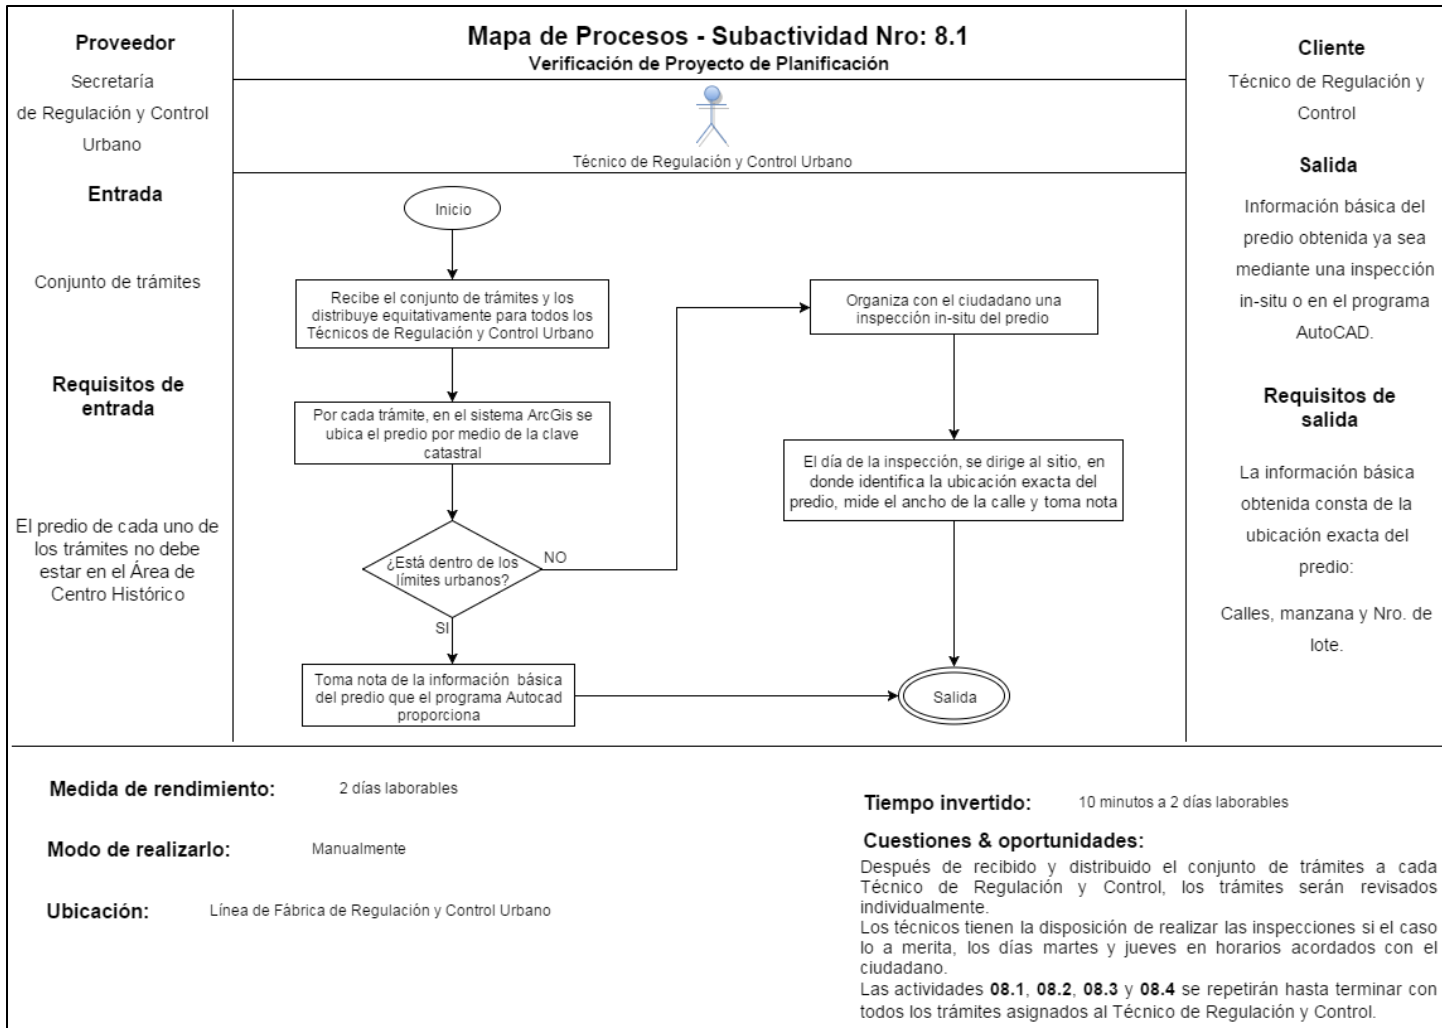 Proveedor
Secretaría
de Regulación y Control
Urbano
Entrada
Conjunto de trámites
Requisitos de
entrada
El predio de cada uno de
los trámites no debe
estar en el Área de
Centro Histórico
Mapa de Procesos - Subactividad Nro: 8.1
Verificación de Proyecto de Planificación
Técnico de Regulación y Control Urbano
Inicio
Recibe el conjunto de trámites y los
distribuye equitativamente para todos los
Técnicos de Regulación y Control Urbano
Por cada trámite, en el sistema ArcGis se
ubica el predio por medio de la clave
catastral
¿Está dentro de los
límites urbanos?
NO
SI
Toma nota de la información básica
del predio que el programa Autocad
proporciona
Organiza con el ciudadano una
inspección in-situ del predio
El día de la inspección, se dirige al sitio, en
donde identifica la ubicación exacta del
predio, mide el ancho de la calle y toma nota
Salida
Cliente
Técnico de Regulación y
Control
Salida
Información básica del
predio obtenida ya sea
mediante una inspección
in-situ o en el programa
AutoCAD.
Requisitos de
salida
La información básica
obtenida consta de la
ubicación exacta del
predio:
Calles, manzana y Nro. de
lote.
Medida de rendimiento: 2 días laborables
Modo de realizarlo: Manualmente
Ubicación: Línea de Fábrica de Regulación y Control Urbano
Tiempo invertido: 10 minutos a 2 días laborables
Cuestiones & oportunidades:
Después de recibido y distribuido el conjunto de trámites a cada
Técnico de Regulación y Control, los trámites serán revisados
individualmente.
Los técnicos tienen la disposición de realizar las inspecciones si el caso
lo a merita, los días martes y jueves en horarios acordados con el
ciudadano.
Las actividades 08.1, 08.2, 08.3 y 08.4 se repetirán hasta terminar con
todos los trámites asignados al Técnico de Regulación y Control.